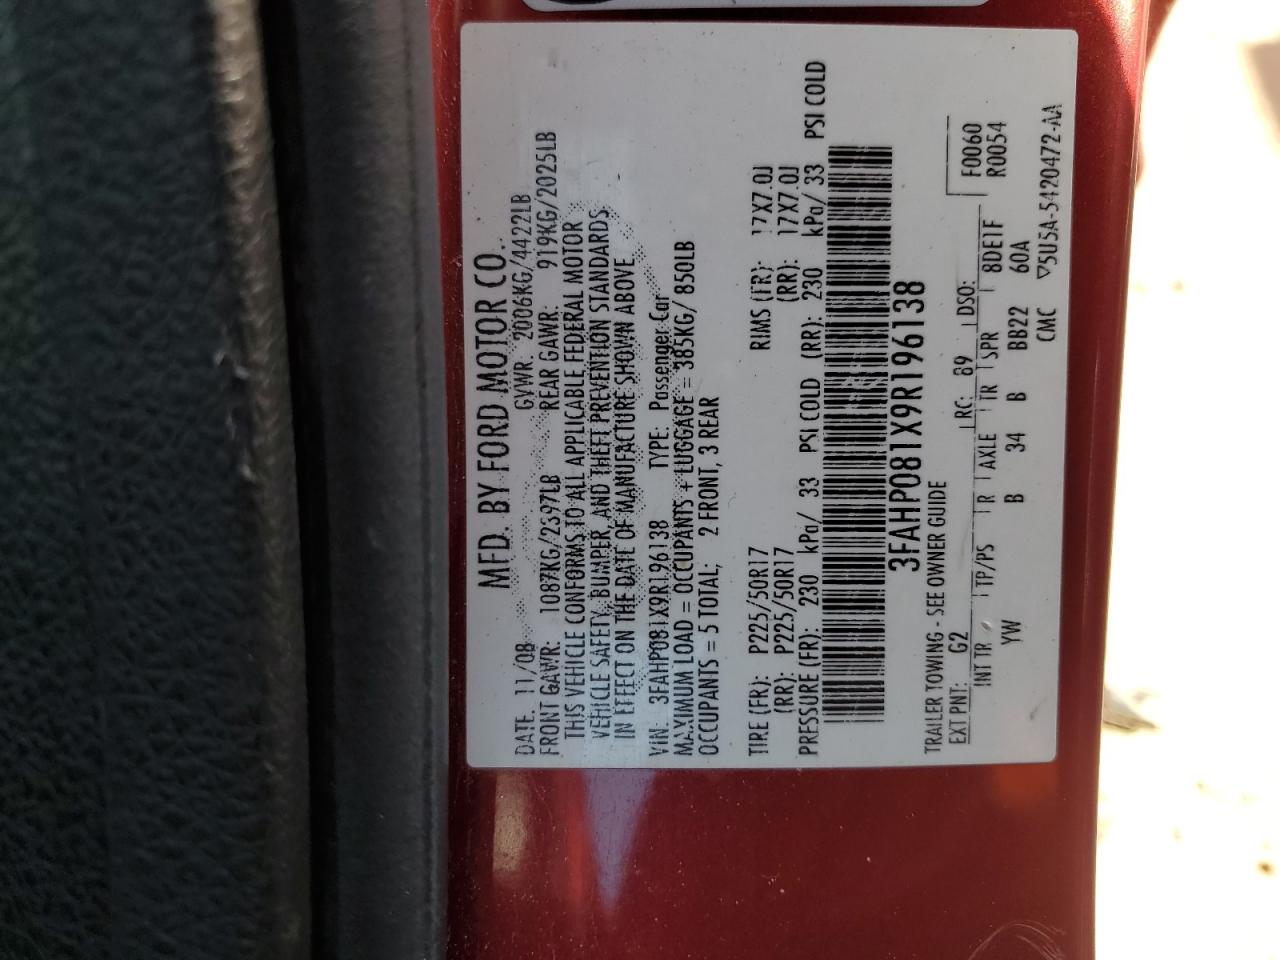 MFD. BY FORD MOTOR CO.
DATE. 11/08 GVWR. 2006KG/4422LB
FRONT GAWR: 1087KG/2397LB REAR GAWR: 919KG/2025LB
THIS VEHICLE CONFORMS TO ALL APPLICABLE FEDERAL MOTOR
VEHICLE SAFETY, BUMPER, AND THEFT PREVENTION STANDARDS
IN EFFECT ON THE DATE OF MANUFACTURE SHOWN ABOVE
VIN: 3FAHP081X9R196138 TYPE: Passenger Car
MAXIMUM LOAD = OCCUPANTS + LUGGAGE = 385KG/ 850LB
OCCUPANTS = 5 TOTAL; 2 FRONT, 3 REAR
TIRE (FR): P225/50R17 RIMS (FR): 17X7.0J
(RR): P225/50R17 (RR): 17X7.0J
PRESSURE (FR): 230 kPa/ 33 PSI COLD (RR): 230 kPa/ 33 PSI COLD
3FAHP081X9R196138
TRAILER TOWING - SEE OWNER GUIDE
EXT PNT: G2 RC: 89 DSO: F0060
R0054
INT TR TP/PS R AXLE TR SPR 8DE1F
YW B 34 B BB22 60A
CMC ▽5U5A-5420472-AA